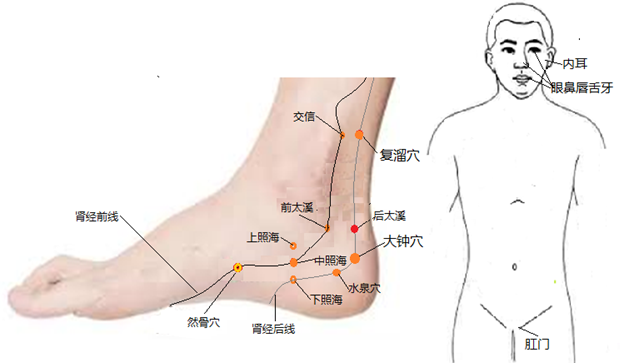 交信
复溜穴
前太溪
后太溪
肾经前线
上照海
大钟穴
中照海
水泉穴
下照海
然骨穴
肾经后线
内耳
眼鼻唇舌牙
肛门